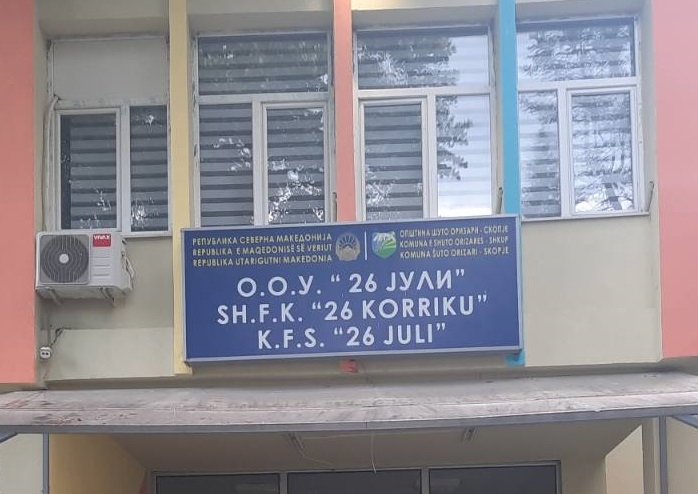 VIVAX
РЕПУБЛИКА СЕВЕРНА МАКЕДОНИЈА
REPUBLIKA E MAQEDONISË SË VERIUT
REPUBLIKA UTARIGUTNI MAKEDONIA
ОПШТИНА ШУТО ОРИЗАРИ - СКОПЈЕ
KOMUNA E SHUTO ORIZARES - SHKUP
KOMUNA ŠUTO ORIZARI - SKOPJE
О.О.У. “ 26 ЈУЛИ”
SH.F.K. “26 KORRIKU”
K.F.S. “26 JULI”